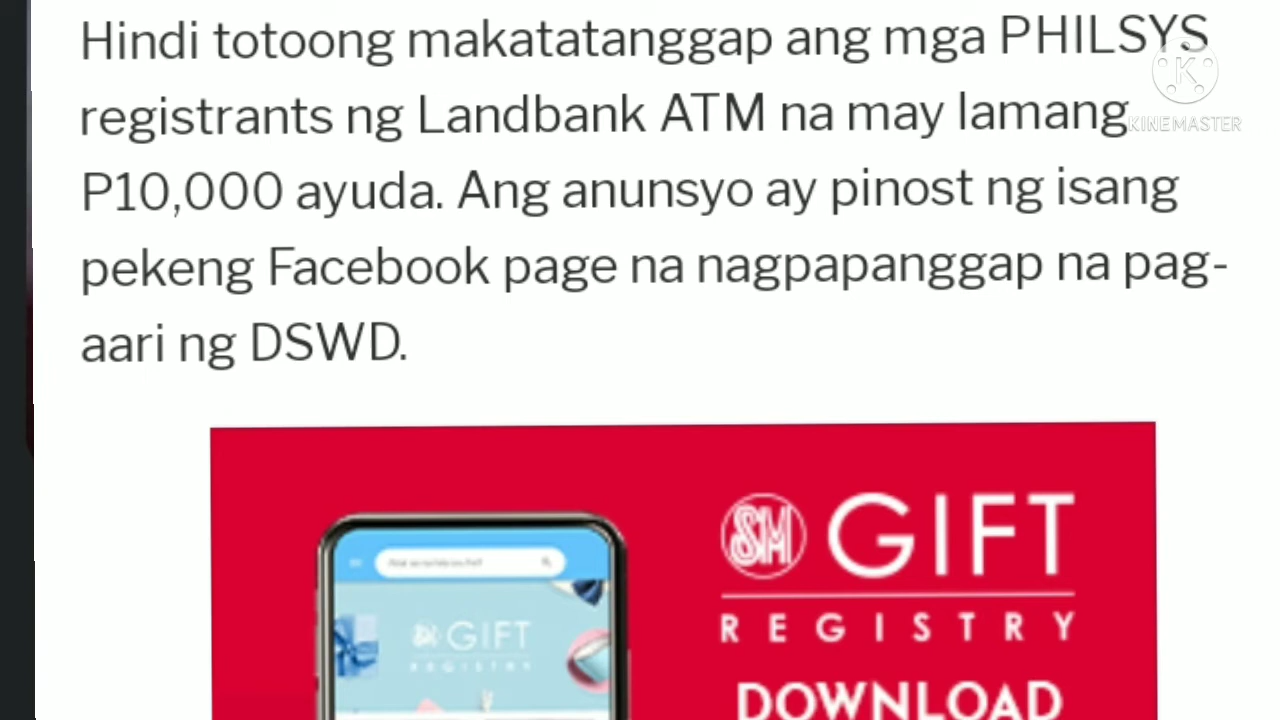 Hindi totoong makatatanggap ang mga PHILSYS
registrants ng Landbank ATM na may lamang
P10,000 ayuda. Ang anunsyo ay pinost ng isang
pekeng Facebook page na nagpapanggap na pag-
aari ng DSWD.
K
KINEMASTER
SM GIFT
REGISTRY
DOWNLOAD
GIFT
REGISTRY